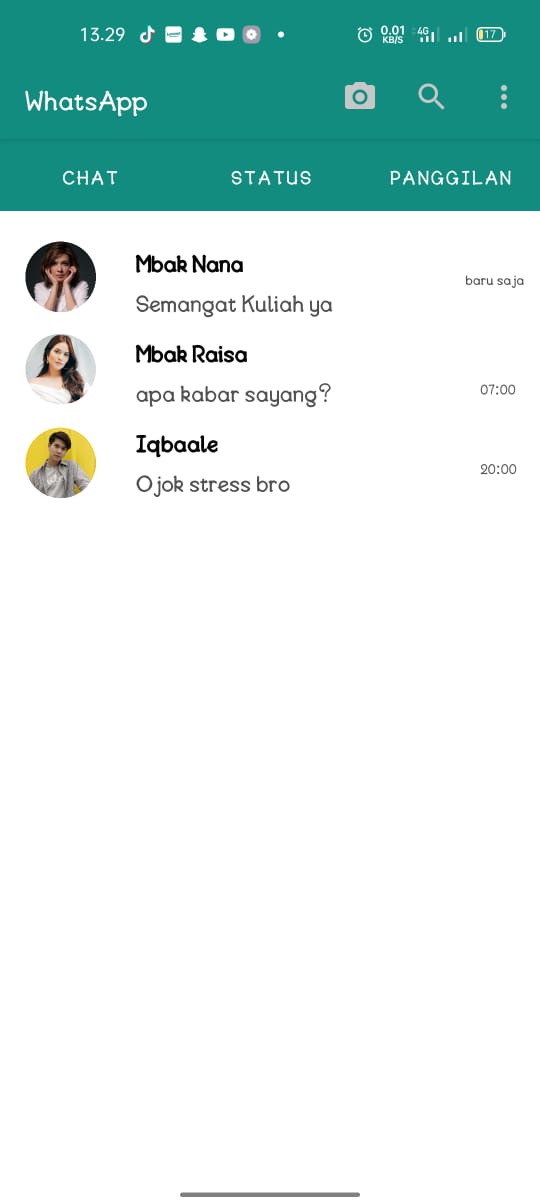 13.29 0.01 KB/S 4G 17
WhatsApp
CHAT STATUS PANGGILAN
Mbak Nana
baru saja
Semangat Kuliah ya
Mbak Raisa
apa kabar sayang?
07:00
Iqbaale
20:00
Ojok stress bro